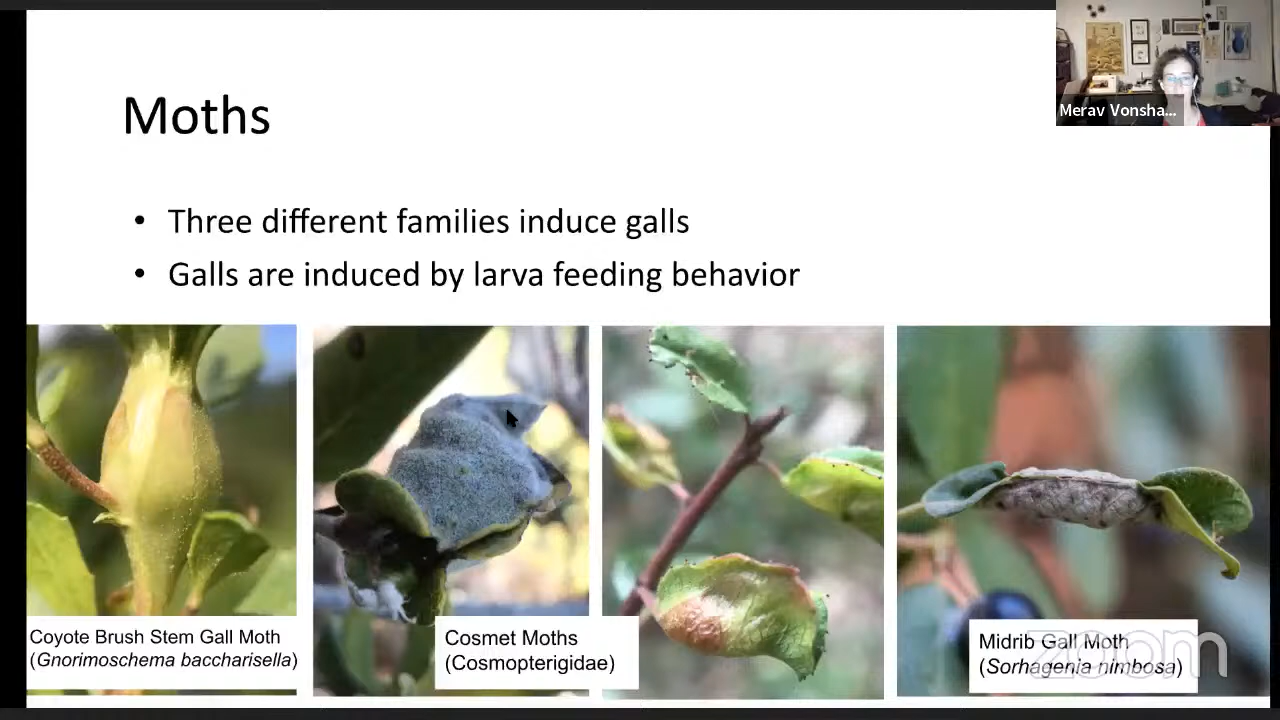 Merav Vonsha...
Moths
• Three different families induce galls
• Galls are induced by larva feeding behavior
Coyote Brush Stem Gall Moth
(Gnorimoschema baccharisella)
Cosmet Moths
(Cosmopterigidae)
Midrib Gall Moth
(Sorhagenia nimbosa)
zoom